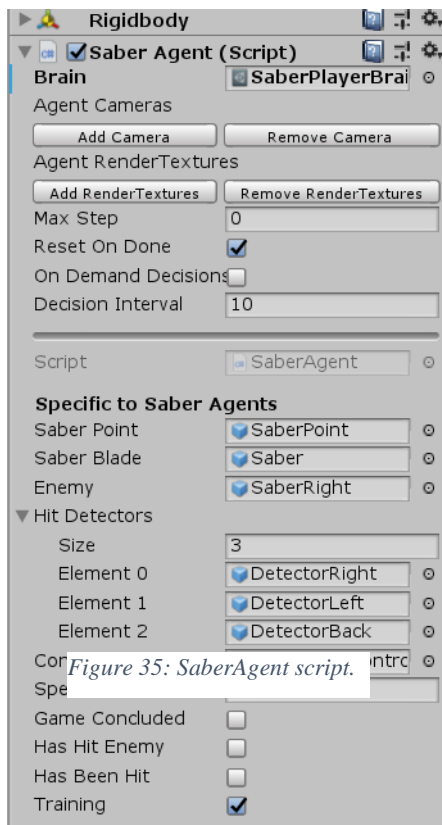 Rigidbody
Saber Agent (Script)
Brain SaberPlayerBrai
Agent Cameras
Add Camera Remove Camera
Agent RenderTextures
Add RenderTextures Remove RenderTextures
Max Step 0
Reset On Done
On Demand Decisions
Decision Interval 10
Script SaberAgent
Specific to Saber Agents
Saber Point SaberPoint
Saber Blade Saber
Enemy SaberRight
Hit Detectors
Size 3
Element 0 DetectorRight
Element 1 DetectorLeft
Element 2 DetectorBack
Figure 35: SaberAgent script.
Game Concluded
Has Hit Enemy
Has Been Hit
Training